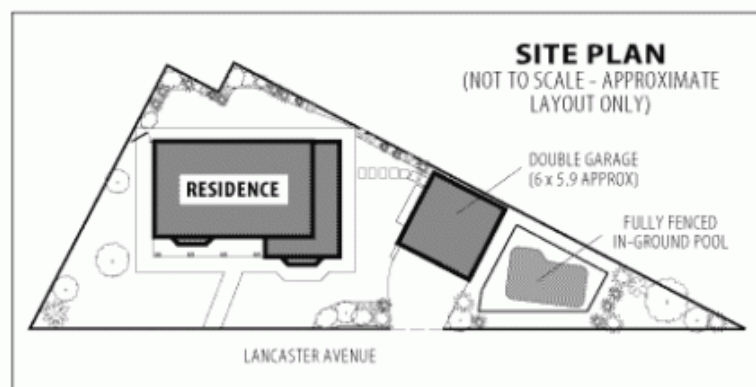 SITE PLAN
(NOT TO SCALE - APPROXIMATE
LAYOUT ONLY)
DOUBLE GARAGE
(6 x 5.9 APPROX)
RESIDENCE
FULLY FENCED
IN-GROUND POOL
LANCASTER AVENUE